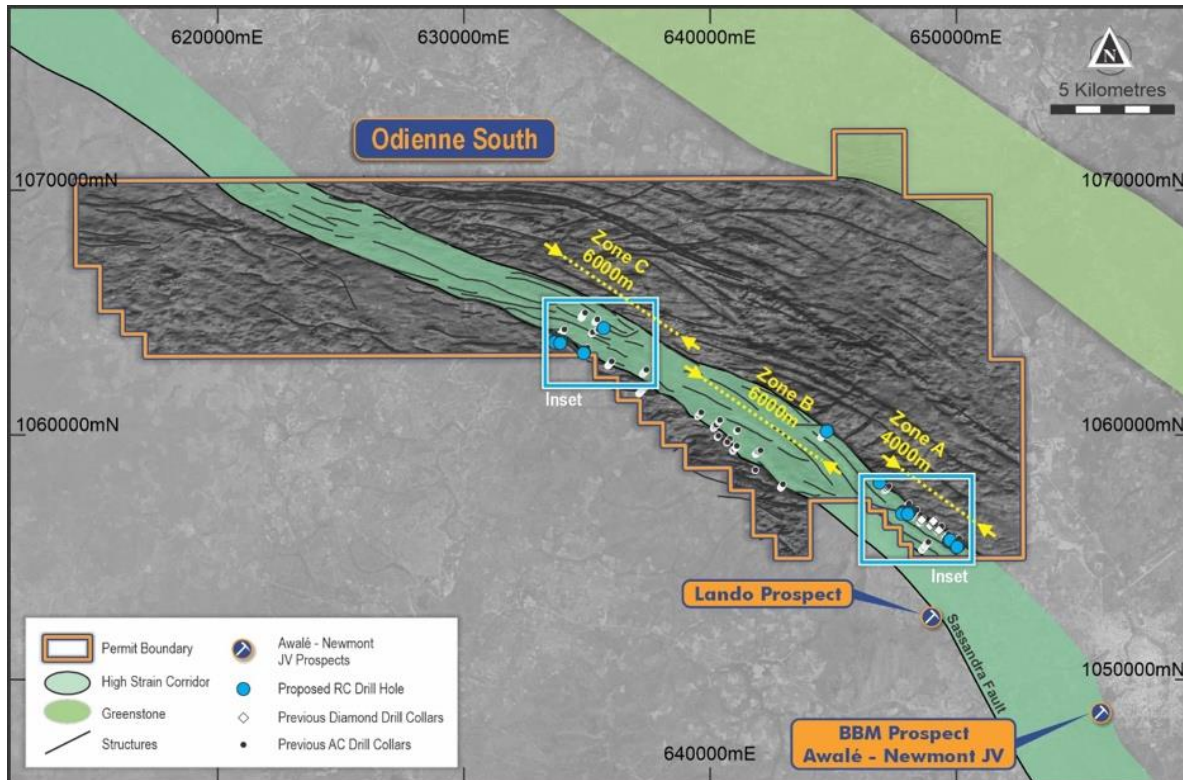 620000mE
630000mE
640000mE
650000mE
N
5 Kilometres
Odienne South
1070000mN
1070000mN
Zone C
6000m
Zone B
6000m
Zone A
4000m
Inset
1060000mN
1060000mN
Inset
Lando Prospect
Sassandra Fault
1050000mN
BBM Prospect
Awalé - Newmont JV
640000mE
Permit Boundary
High Strain Corridor
Greenstone
Structures
Awalé - Newmont
JV Prospects
Proposed RC Drill Hole
Previous Diamond Drill Collars
Previous AC Drill Collars